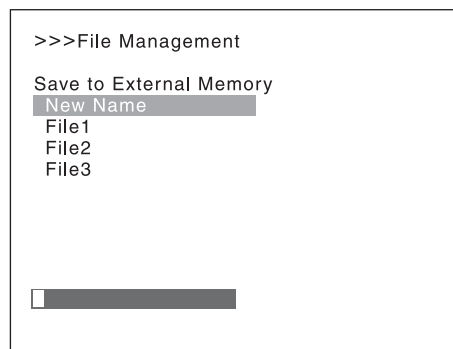 >>>File Management
Save to External Memory
New Name
File1
File2
File3